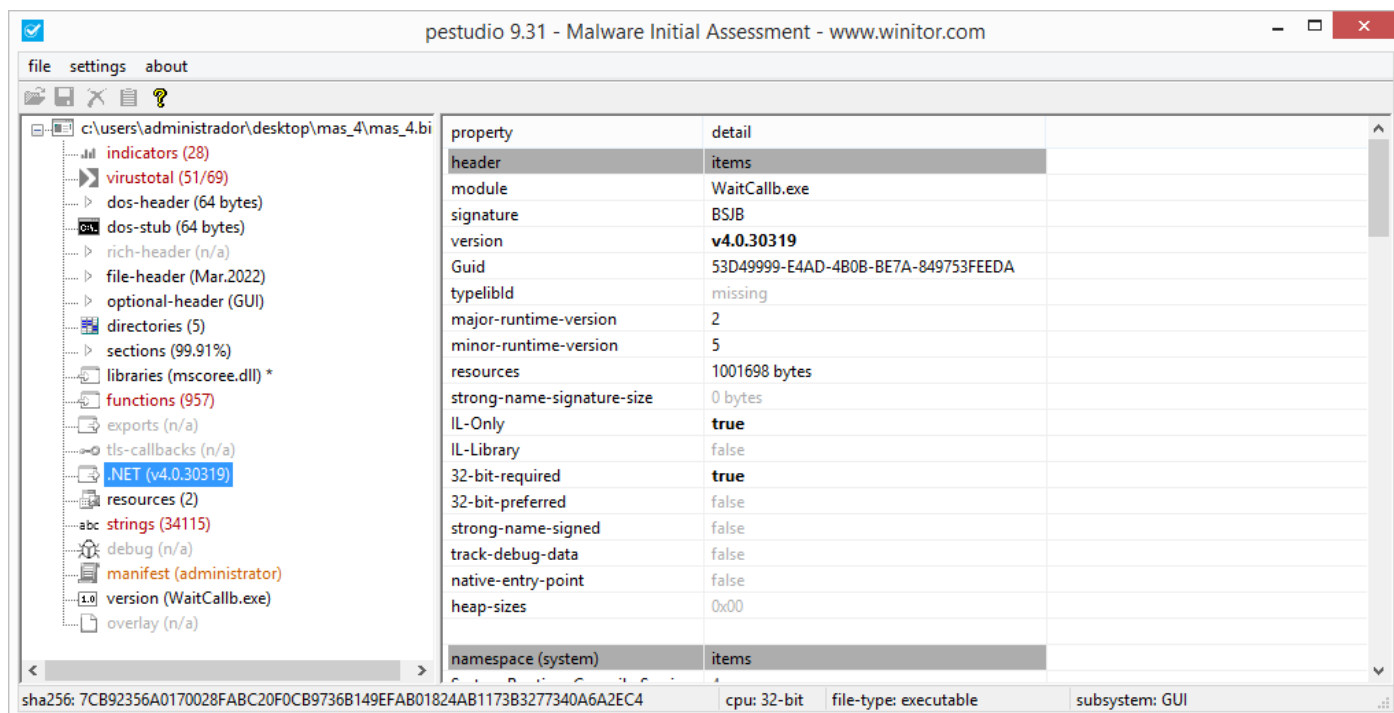 pestudio 9.31 - Malware Initial Assessment - www.winitor.com
file settings about
c:\users\administrador\desktop\mas_4\mas_4.bi
indicators (28)
virustotal (51/69)
dos-header (64 bytes)
dos-stub (64 bytes)
rich-header (n/a)
file-header (Mar.2022)
optional-header (GUI)
directories (5)
sections (99.91%)
libraries (mscoree.dll) *
functions (957)
exports (n/a)
tls-callbacks (n/a)
.NET (v4.0.30319)
resources (2)
abc strings (34115)
debug (n/a)
manifest (administrator)
1.0 version (WaitCallb.exe)
overlay (n/a)
property detail
header items
module WaitCallb.exe
signature BSJB
version v4.0.30319
Guid 53D49999-E4AD-4B0B-BE7A-849753FEEDA
typelibId missing
major-runtime-version 2
minor-runtime-version 5
resources 1001698 bytes
strong-name-signature-size 0 bytes
IL-Only true
IL-Library false
32-bit-required true
32-bit-preferred false
strong-name-signed false
track-debug-data false
native-entry-point false
heap-sizes 0x00
namespace (system) items
sha256: 7CB92356A0170028FABC20F0CB9736B149EFAB01824AB1173B3277340A6A2EC4 cpu: 32-bit file-type: executable subsystem: GUI